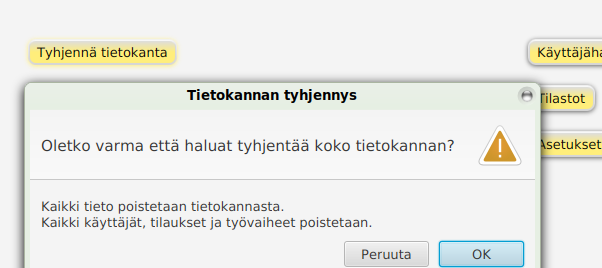 Tyhjennä tietokanta
Tietokannan tyhjennys
Tilastot
Oletko varma että haluat tyhjentää koko tietokannan?
Asetukset
Kaikki tieto poistetaan tietokannasta.
Kaikki käyttäjät, tilaukset ja työvaiheet poistetaan.
Peruuta
OK